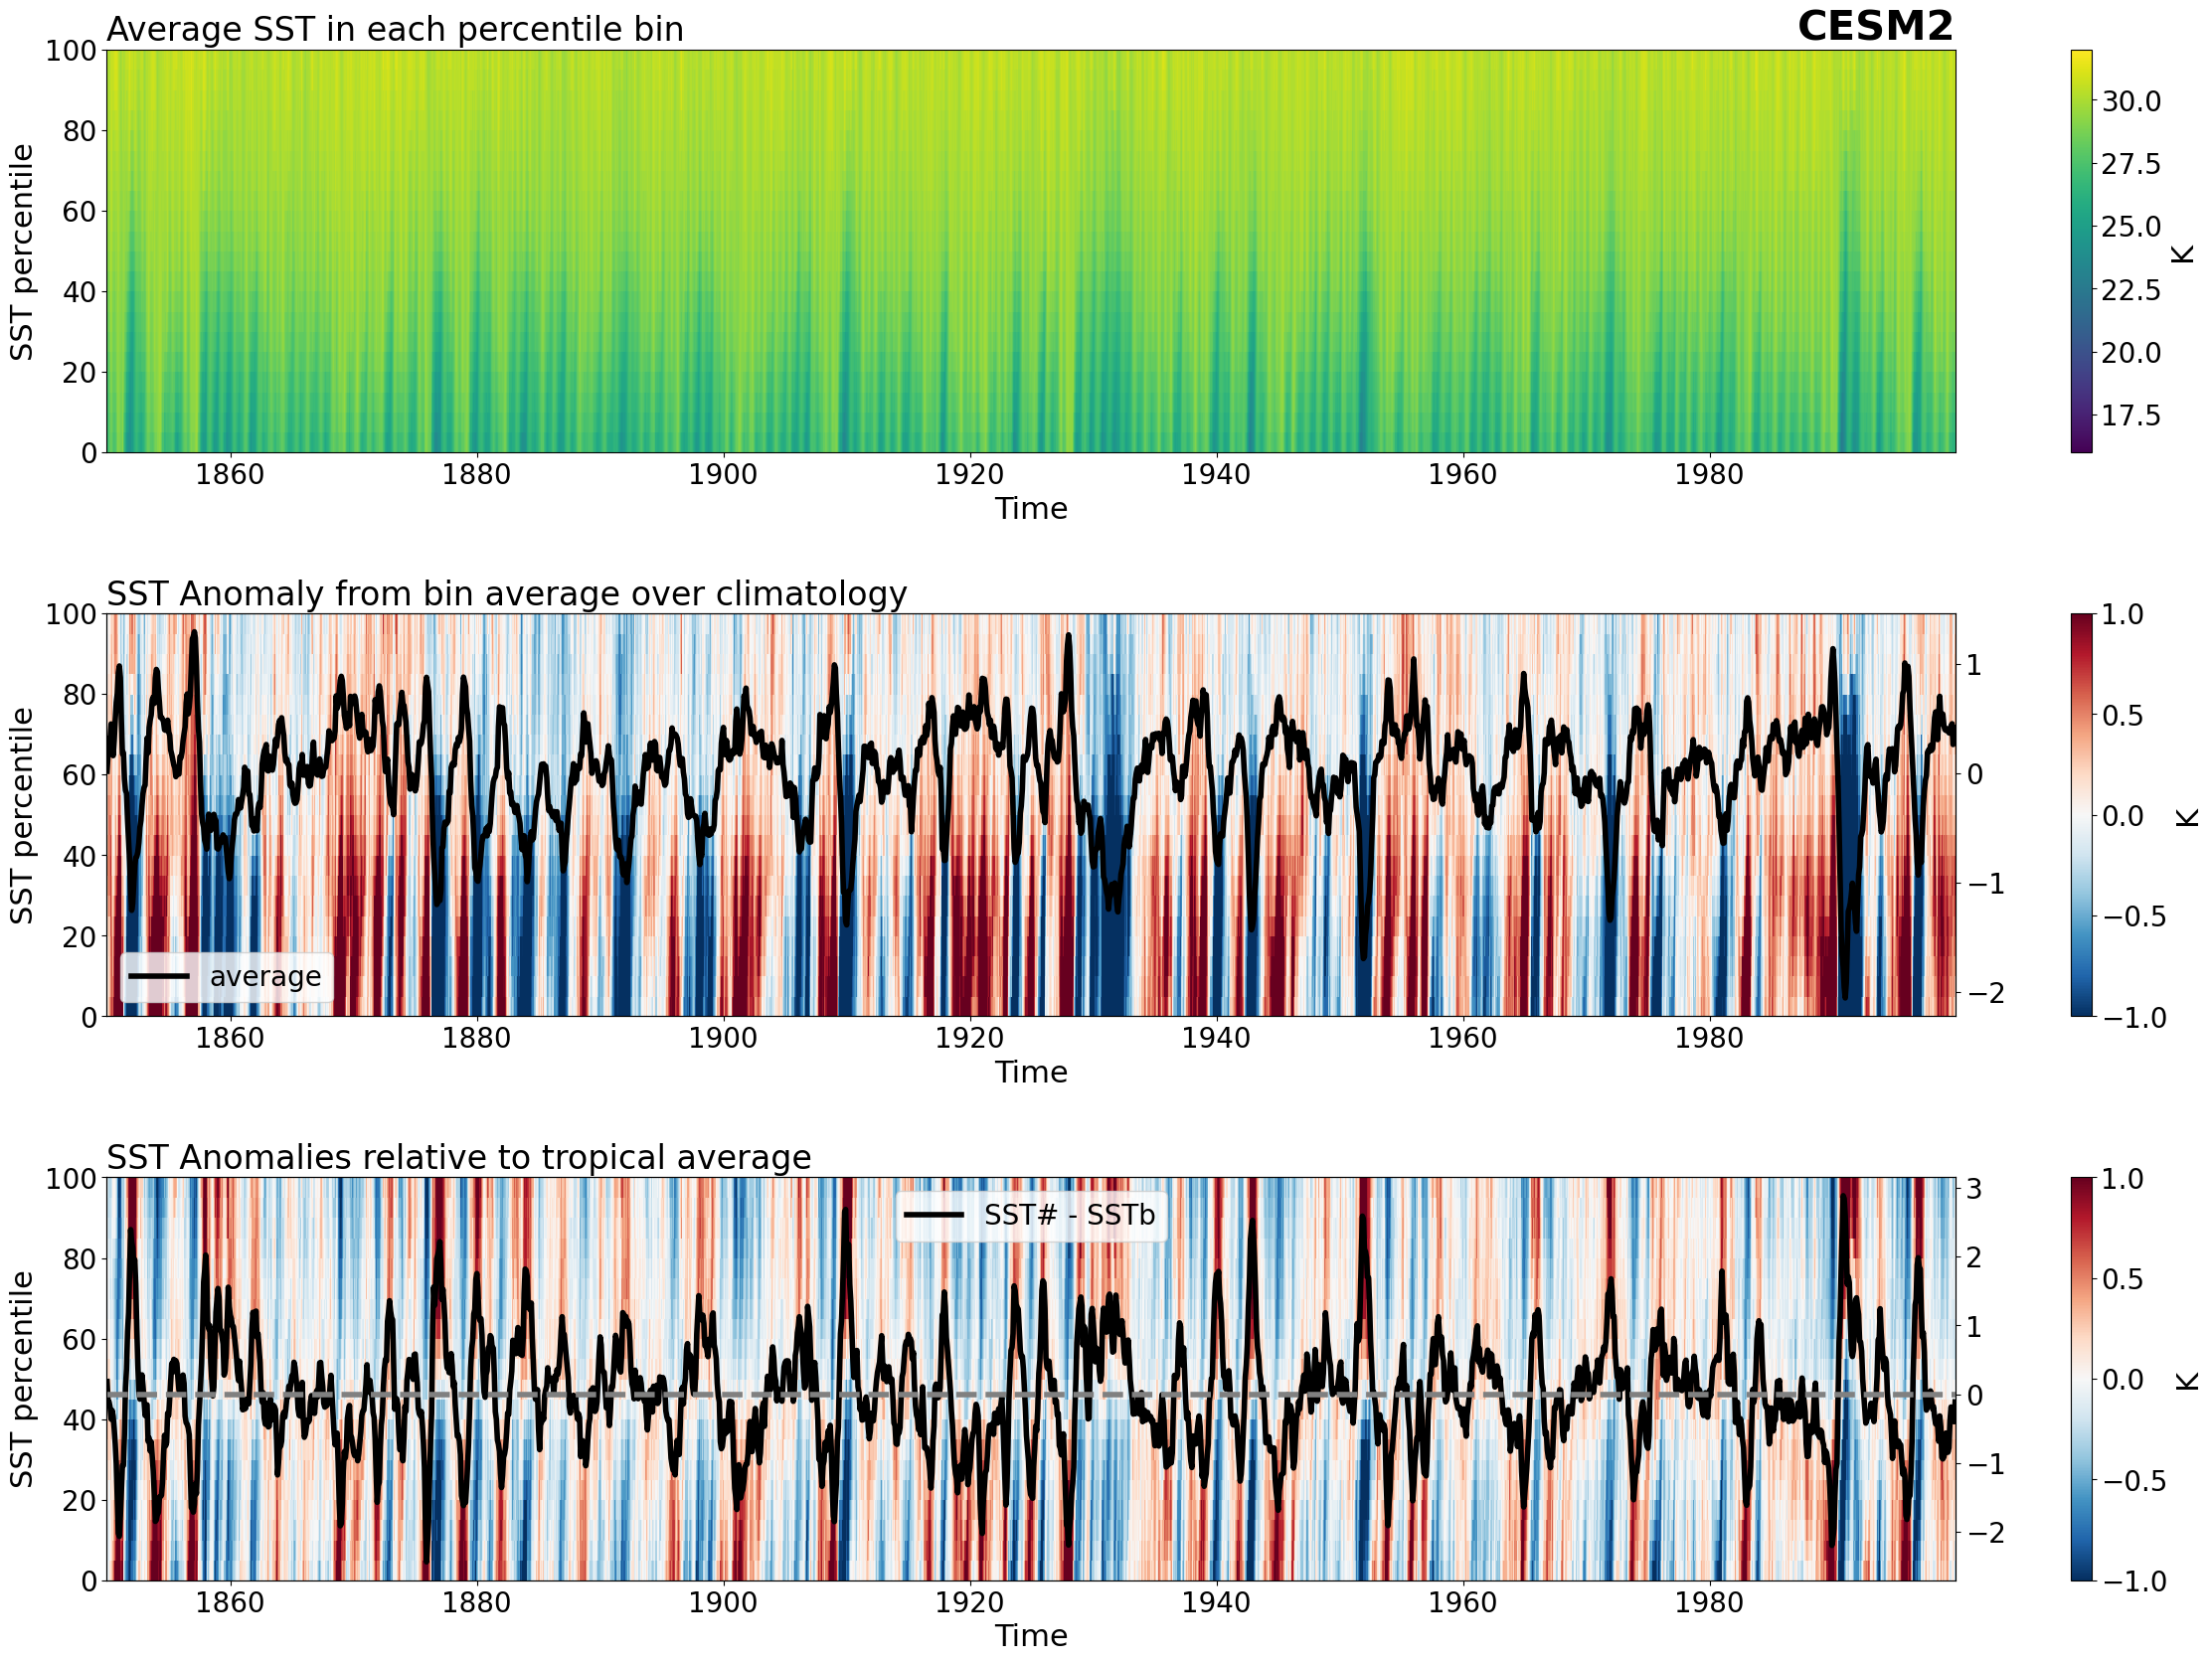 Average SST in each percentile bin
CESM2
100
80
60
40
20
0
SST percentile
1860 1880 1900 1920 1940 1960 1980
Time
30.0
27.5
25.0
22.5
20.0
17.5
K
SST Anomaly from bin average over climatology
100
80
60
40
20
0
SST percentile
average
1860 1880 1900 1920 1940 1960 1980
Time
1
0
−1
−2
1.0
0.5
0.0
−0.5
−1.0
K
SST Anomalies relative to tropical average
100
80
60
40
20
0
SST percentile
SST# - SSTb
1860 1880 1900 1920 1940 1960 1980
Time
3
2
1
0
−1
−2
1.0
0.5
0.0
−0.5
−1.0
K